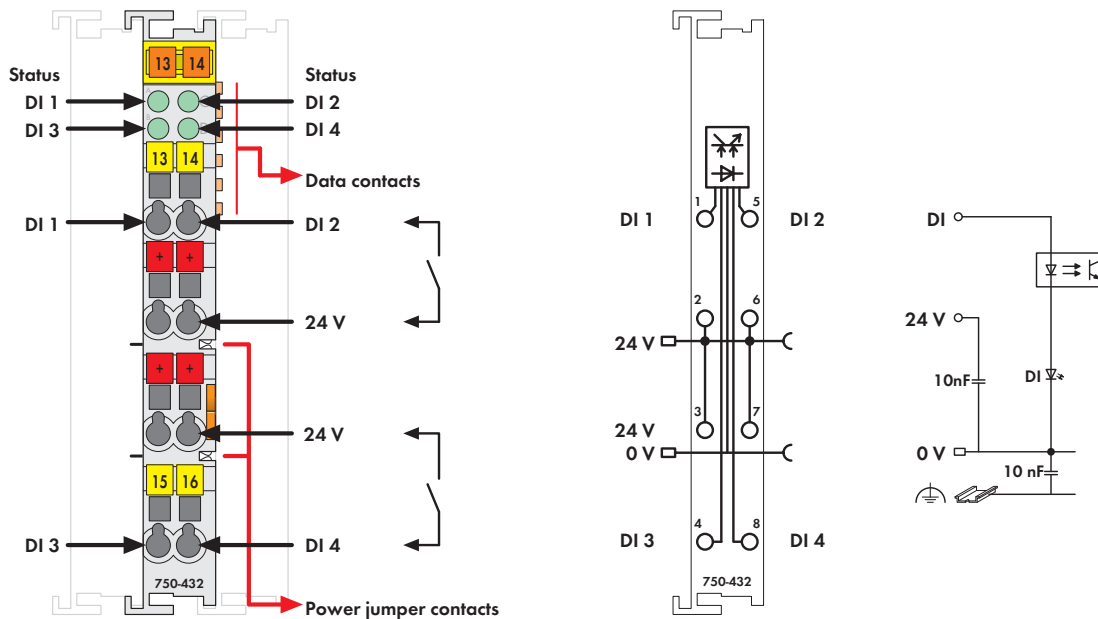 13 14
Status Status
DI 1 DI 2
DI 3 DI 4
13 14
Data contacts
DI 1 DI 2
+ +
24 V
+ +
24 V
15 16
DI 3 DI 4
750-432
Power jumper contacts
1 5
DI 1 DI 2
2 6
24 V
3 7
24 V
0 V
4 8
DI 3 DI 4
750-432
DI
24 V
10nF
DI
0 V
10 nF